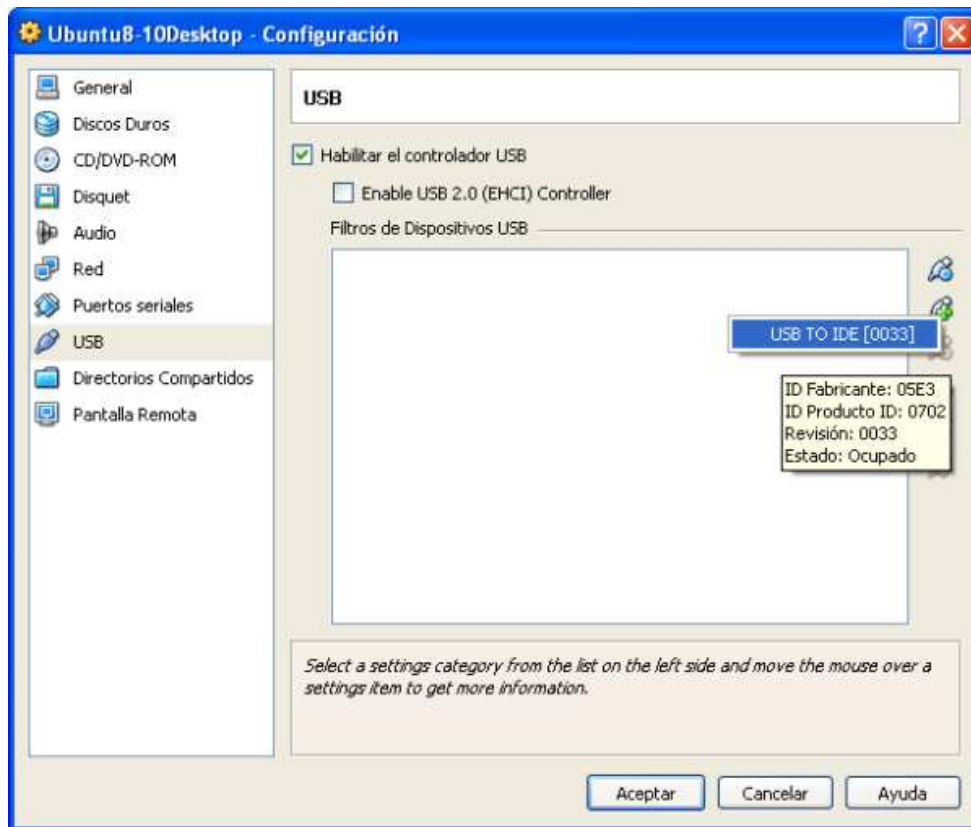 Ubuntu8-10Desktop - Configuración
General
Discos Duros
CD/DVD-ROM
Disquet
Audio
Red
Puertos seriales
USB
Directorios Compartidos
Pantalla Remota
USB
Habilitar el controlador USB
Enable USB 2.0 (EHCI) Controller
Filtros de Dispositivos USB
USB TO IDE [0033]
ID Fabricante: 05E3
ID Producto ID: 0702
Revisión: 0033
Estado: Ocupado
Select a settings category from the list on the left side and move the mouse over a
settings item to get more information.
Aceptar
Cancelar
Ayuda